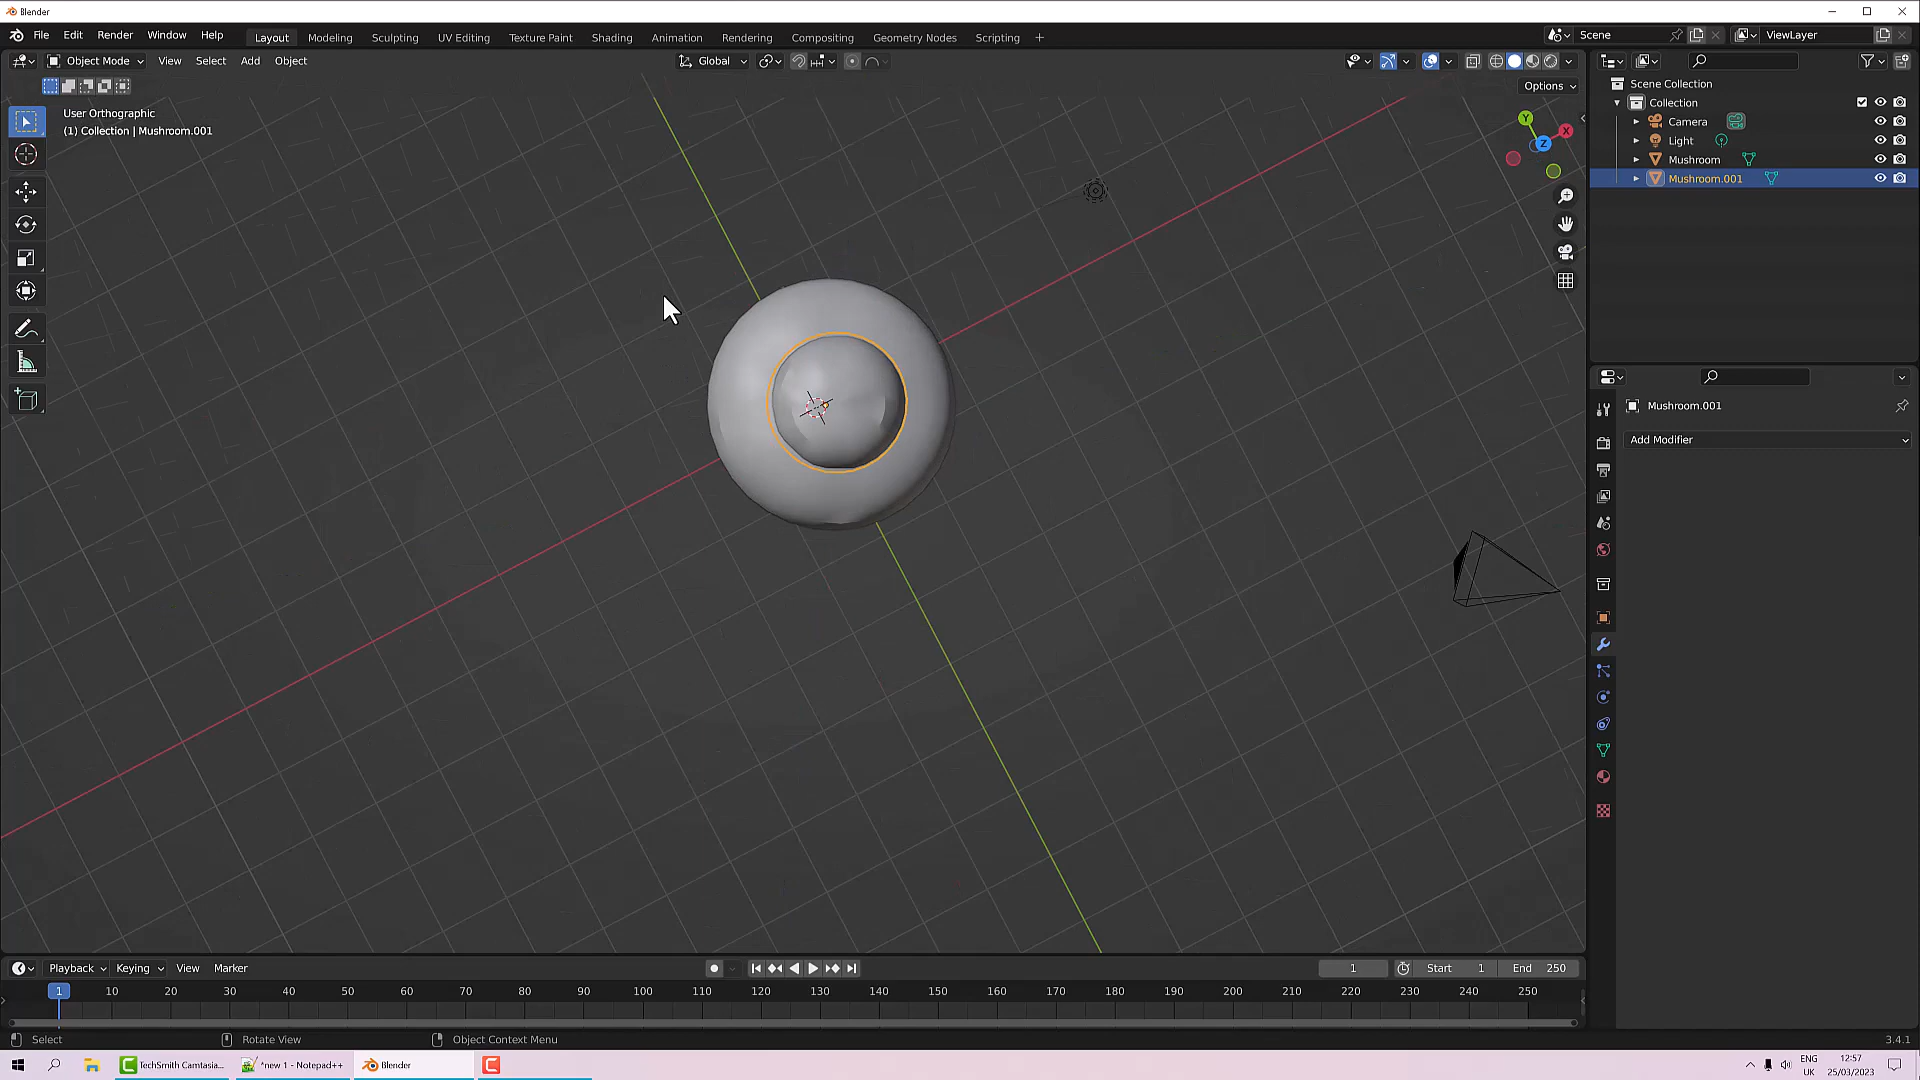 Blender
File Edit Render Window Help
Layout Modeling Sculpting UV Editing Texture Paint Shading Animation Rendering Compositing Geometry Nodes Scripting +
Scene
ViewLayer
Object Mode View Select Add Object
Global
Options
User Orthographic
(1) Collection | Mushroom.001
Y
X
Z
Scene Collection
Collection
Camera
Light
Mushroom
Mushroom.001
Mushroom.001
Add Modifier
Playback Keying View Marker
1
Start 1
End 250
1 10 20 30 40 50 60 70 80 90 100 110 120 130 140 150 160 170 180 190 200 210 220 230 240 250
Select
Rotate View
Object Context Menu
3.4.1
TechSmith Camtasia...
*new 1 - Notepad++
Blender
ENG
UK
12:57
25/03/2023